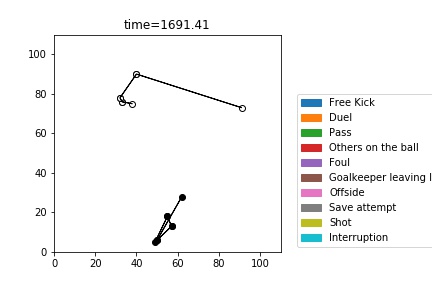 time=1691.41
100
80
60
40
20
0
0 20 40 60 80 100
Free Kick
Duel
Pass
Others on the ball
Foul
Goalkeeper leaving l
Offside
Save attempt
Shot
Interruption